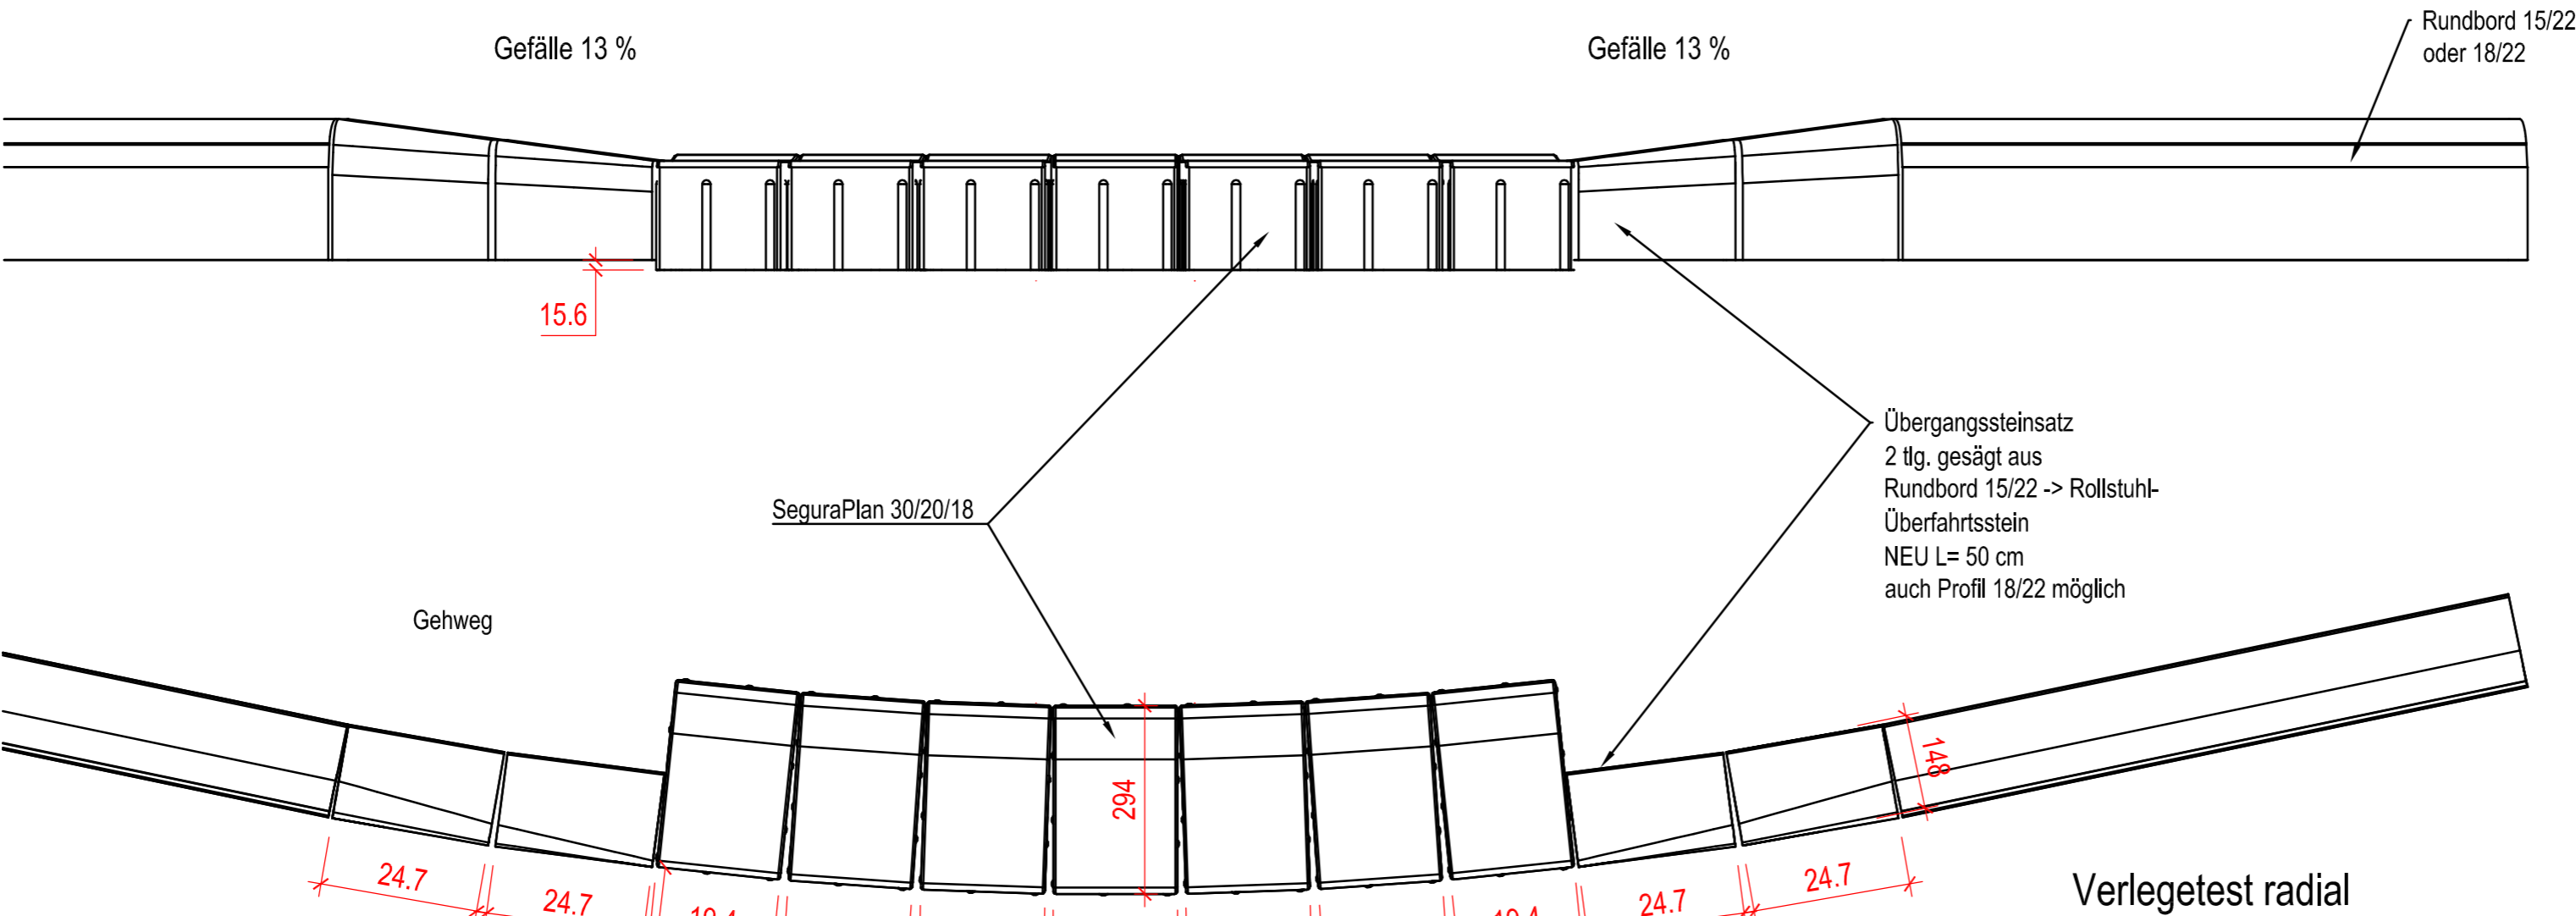 Gefälle 13 %
Gefälle 13 %
Rundbord 15/22
oder 18/22
15.6
SeguraPlan 30/20/18
Übergangssteinsatz
2 tlg. gesägt aus
Rundbord 15/22 -> Rollstuhl-
Überfahrtsstein
NEU L= 50 cm
auch Profil 18/22 möglich
Gehweg
294
148
24.7
24.7
24.7
24.7
Verlegetest radial